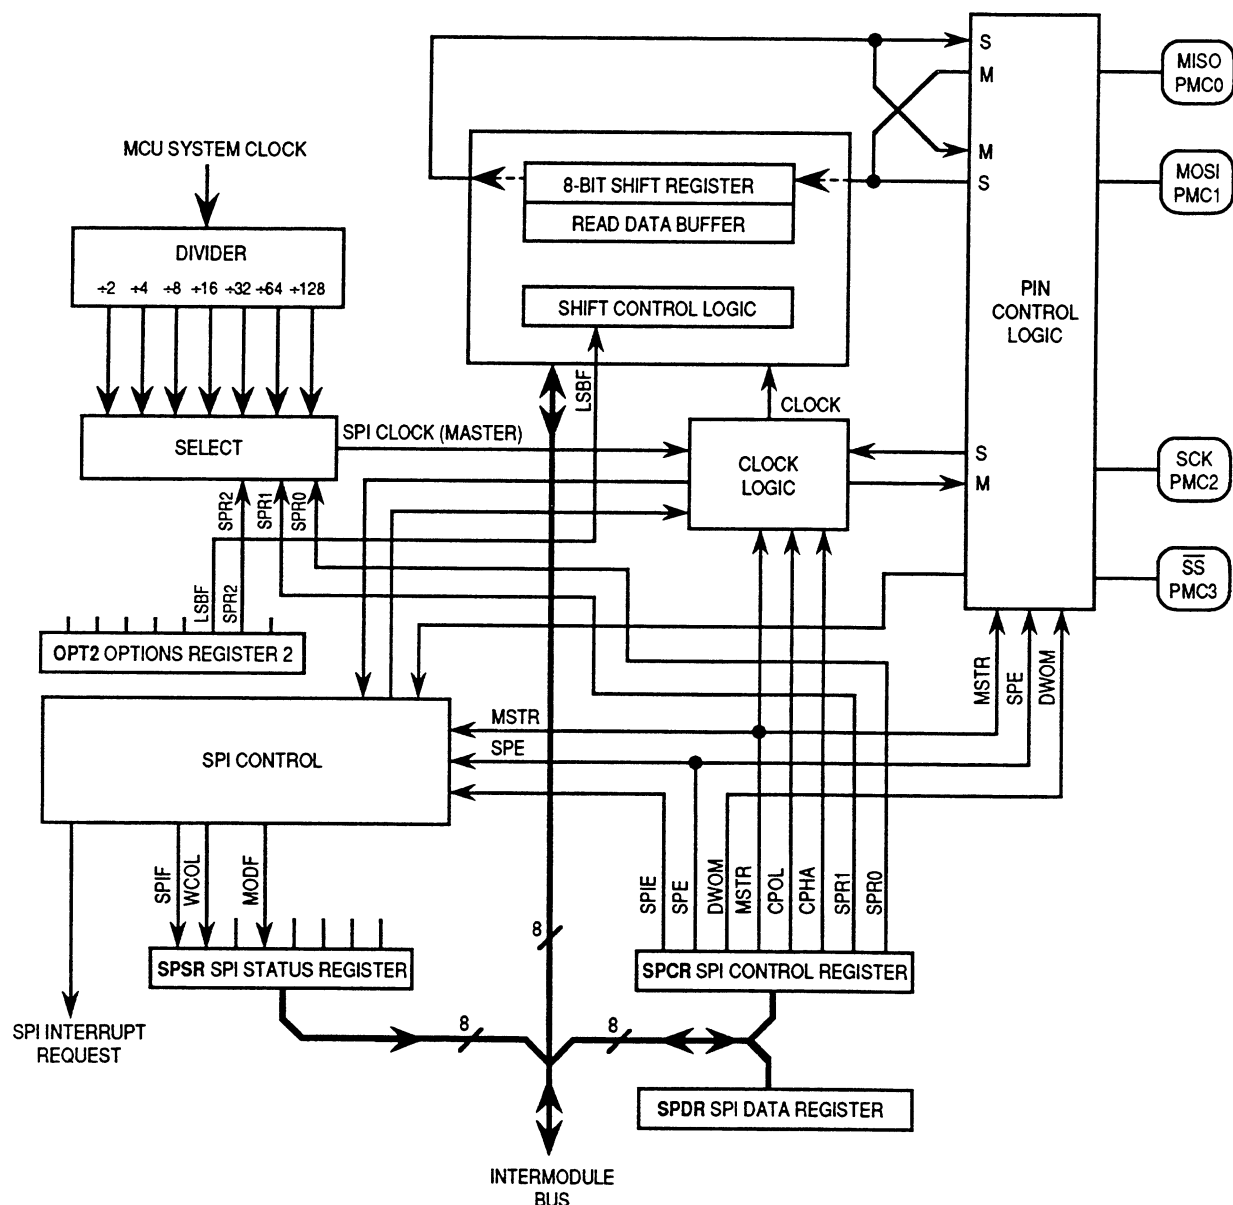 S
MISO
PMC0
M
MCU SYSTEM CLOCK
M
MOSI
PMC1
8-BIT SHIFT REGISTER
S
READ DATA BUFFER
DIVIDER
÷2 ÷4 ÷8 ÷16 ÷32 ÷64 ÷128
SHIFT CONTROL LOGIC
PIN
CONTROL
LOGIC
LSBF
CLOCK
SPI CLOCK (MASTER)
SELECT
CLOCK
LOGIC
S
M
SCK
PMC2
SPR2
SPR1
SPR0
S̅S̅
PMC3
LSBF
SPR2
OPT2 OPTIONS REGISTER 2
MSTR
SPE
DWOM
MSTR
SPE
SPI CONTROL
SPIF
WCOL
MODF
SPIE
SPE
DWOM
MSTR
CPOL
CPHA
SPR1
SPR0
8
SPSR SPI STATUS REGISTER
SPCR SPI CONTROL REGISTER
8
8
SPI INTERRUPT
REQUEST
SPDR SPI DATA REGISTER
INTERMODULE
BUS